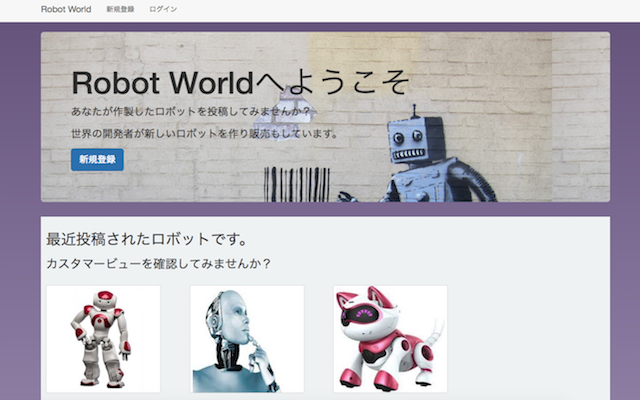 Robot World 新規登録 ログイン
Robot Worldへようこそ
あなたが作製したロボットを投稿してみませんか？
世界の開発者が新しいロボットを作り販売もしています。
新規登録
最近投稿されたロボットです。
カスタマービューを確認してみませんか？